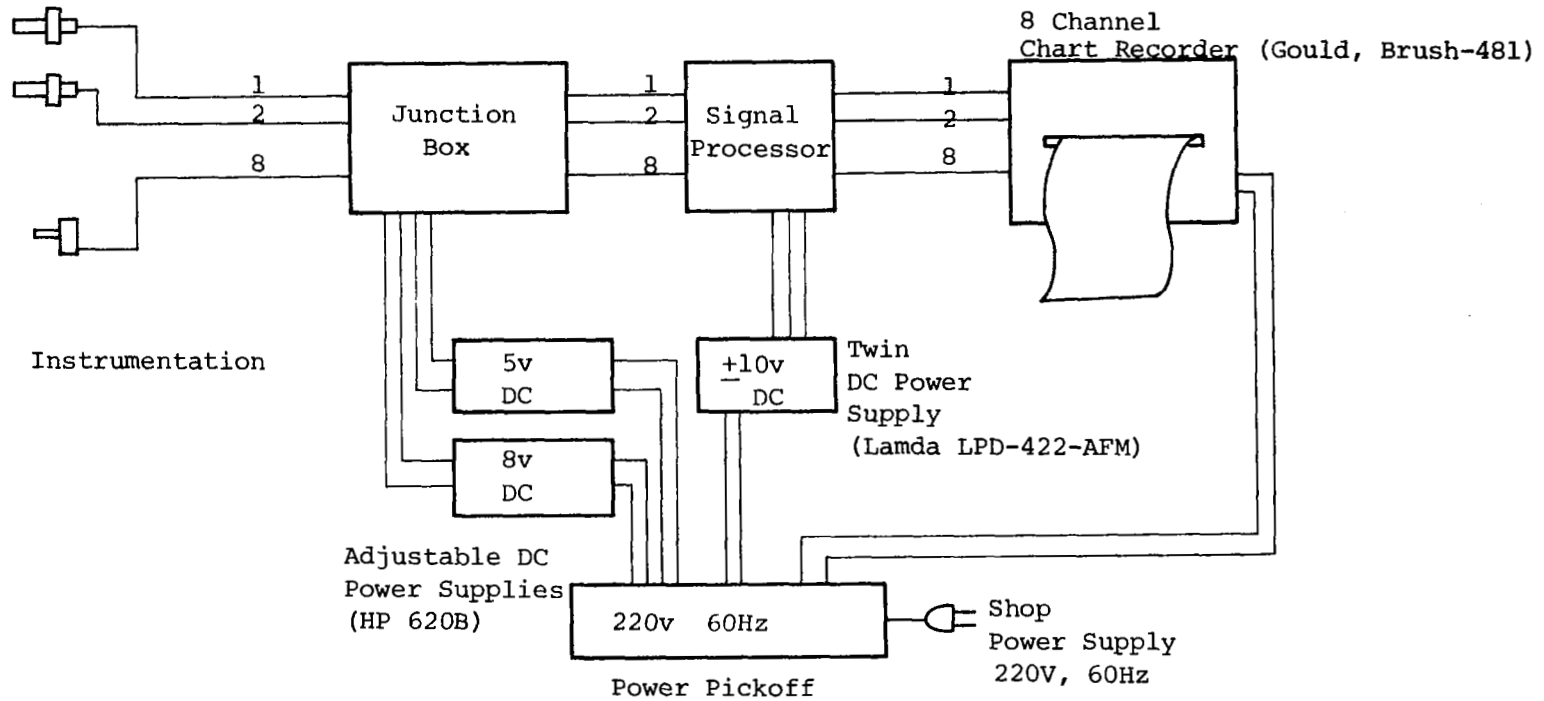 8 Channel
Chart Recorder (Gould, Brush-481)
1
2
8
Junction
Box
1
2
8
Signal
Processor
1
2
8
Instrumentation
5v
DC
8v
DC
±10v
DC
Twin
DC Power
Supply
(Lamda LPD-422-AFM)
Adjustable DC
Power Supplies
(HP 620B)
220v 60Hz
Shop
Power Supply
220V, 60Hz
Power Pickoff